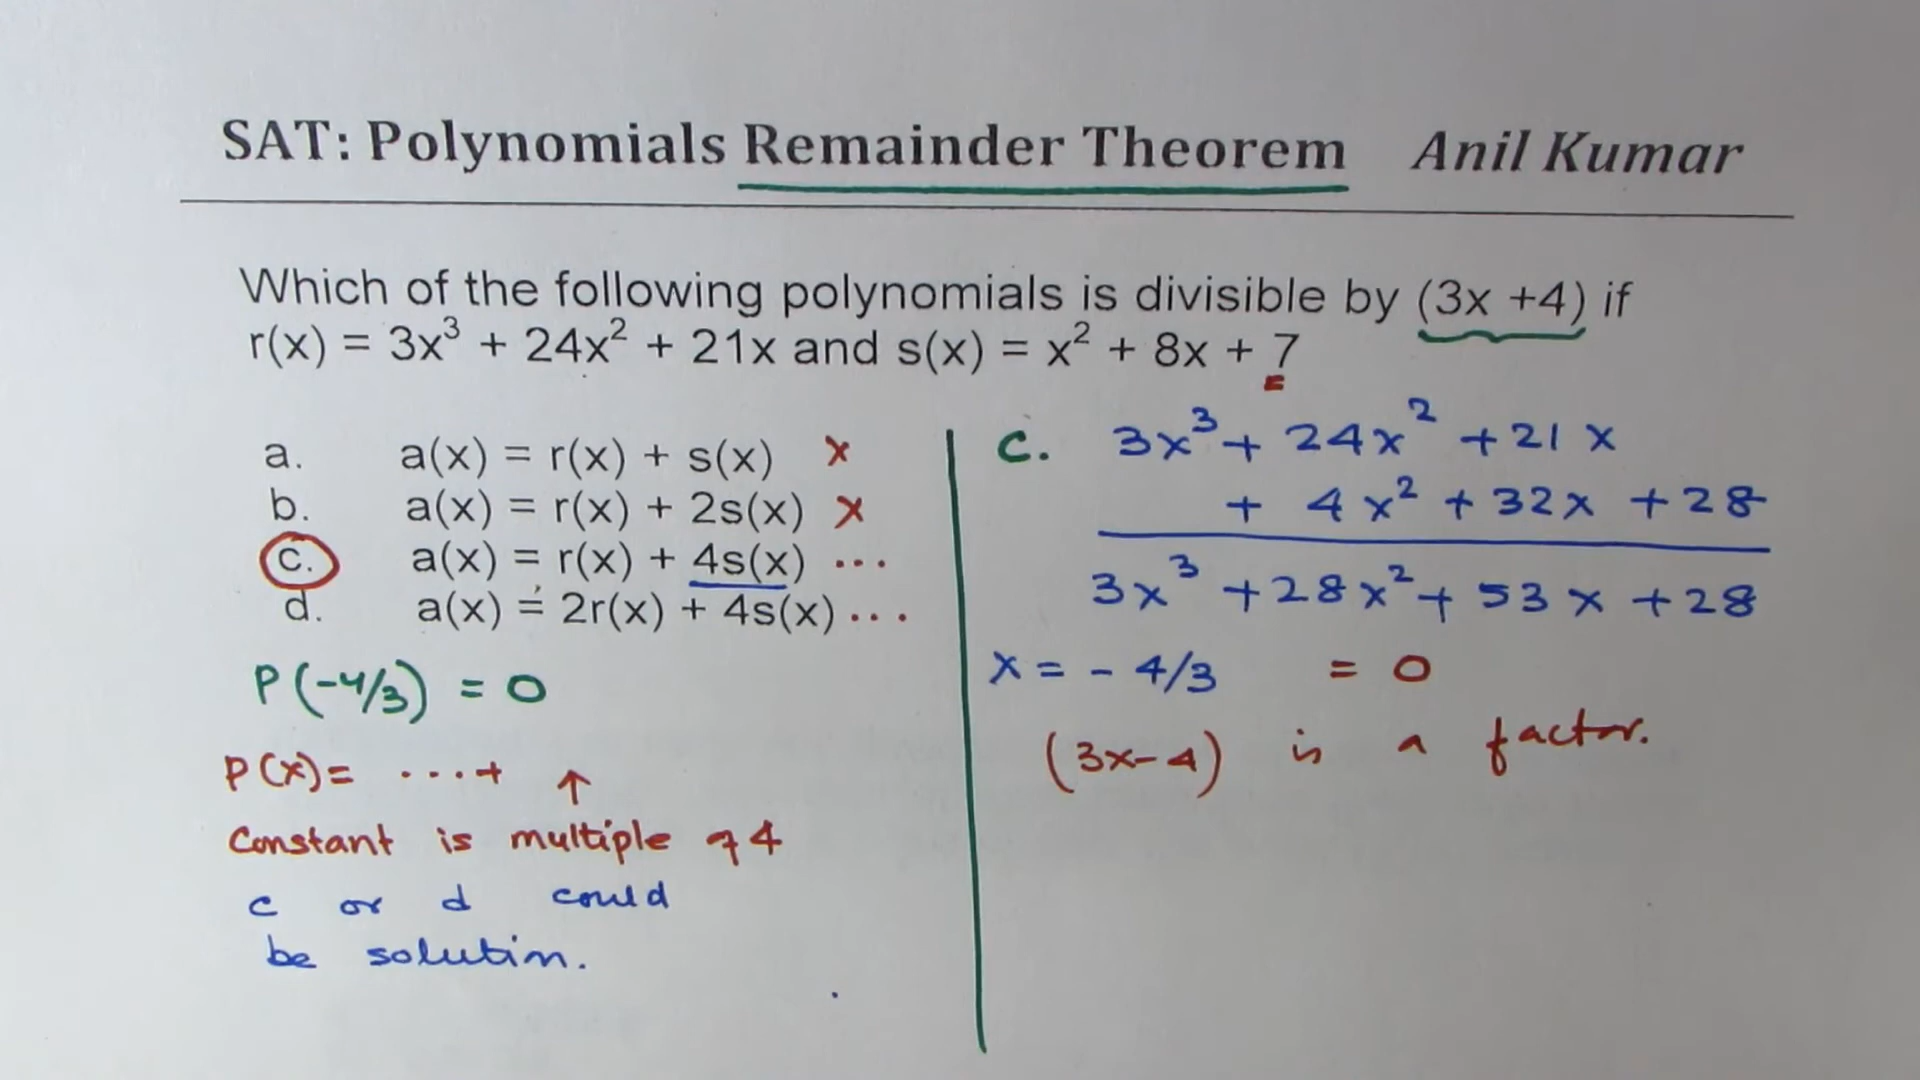 SAT: Polynomials Remainder Theorem Anil Kumar
Which of the following polynomials is divisible by (3x +4) if
r(x) = 3x³ + 24x² + 21x and s(x) = x² + 8x + 7
a. a(x) = r(x) + s(x) x
b. a(x) = r(x) + 2s(x) x
c. a(x) = r(x) + 4s(x) ...
d. a(x) = 2r(x) + 4s(x) ...
P(-4/3) = 0
P(x) = ...+ ↑
Constant is multiple of 4
c or d could
be solutin.
c. 3x³ + 24x² + 21x
+ 4x² + 32x + 28
3x³ + 28x² + 53x + 28
x = - 4/3 = 0
(3x-4) is a factor.